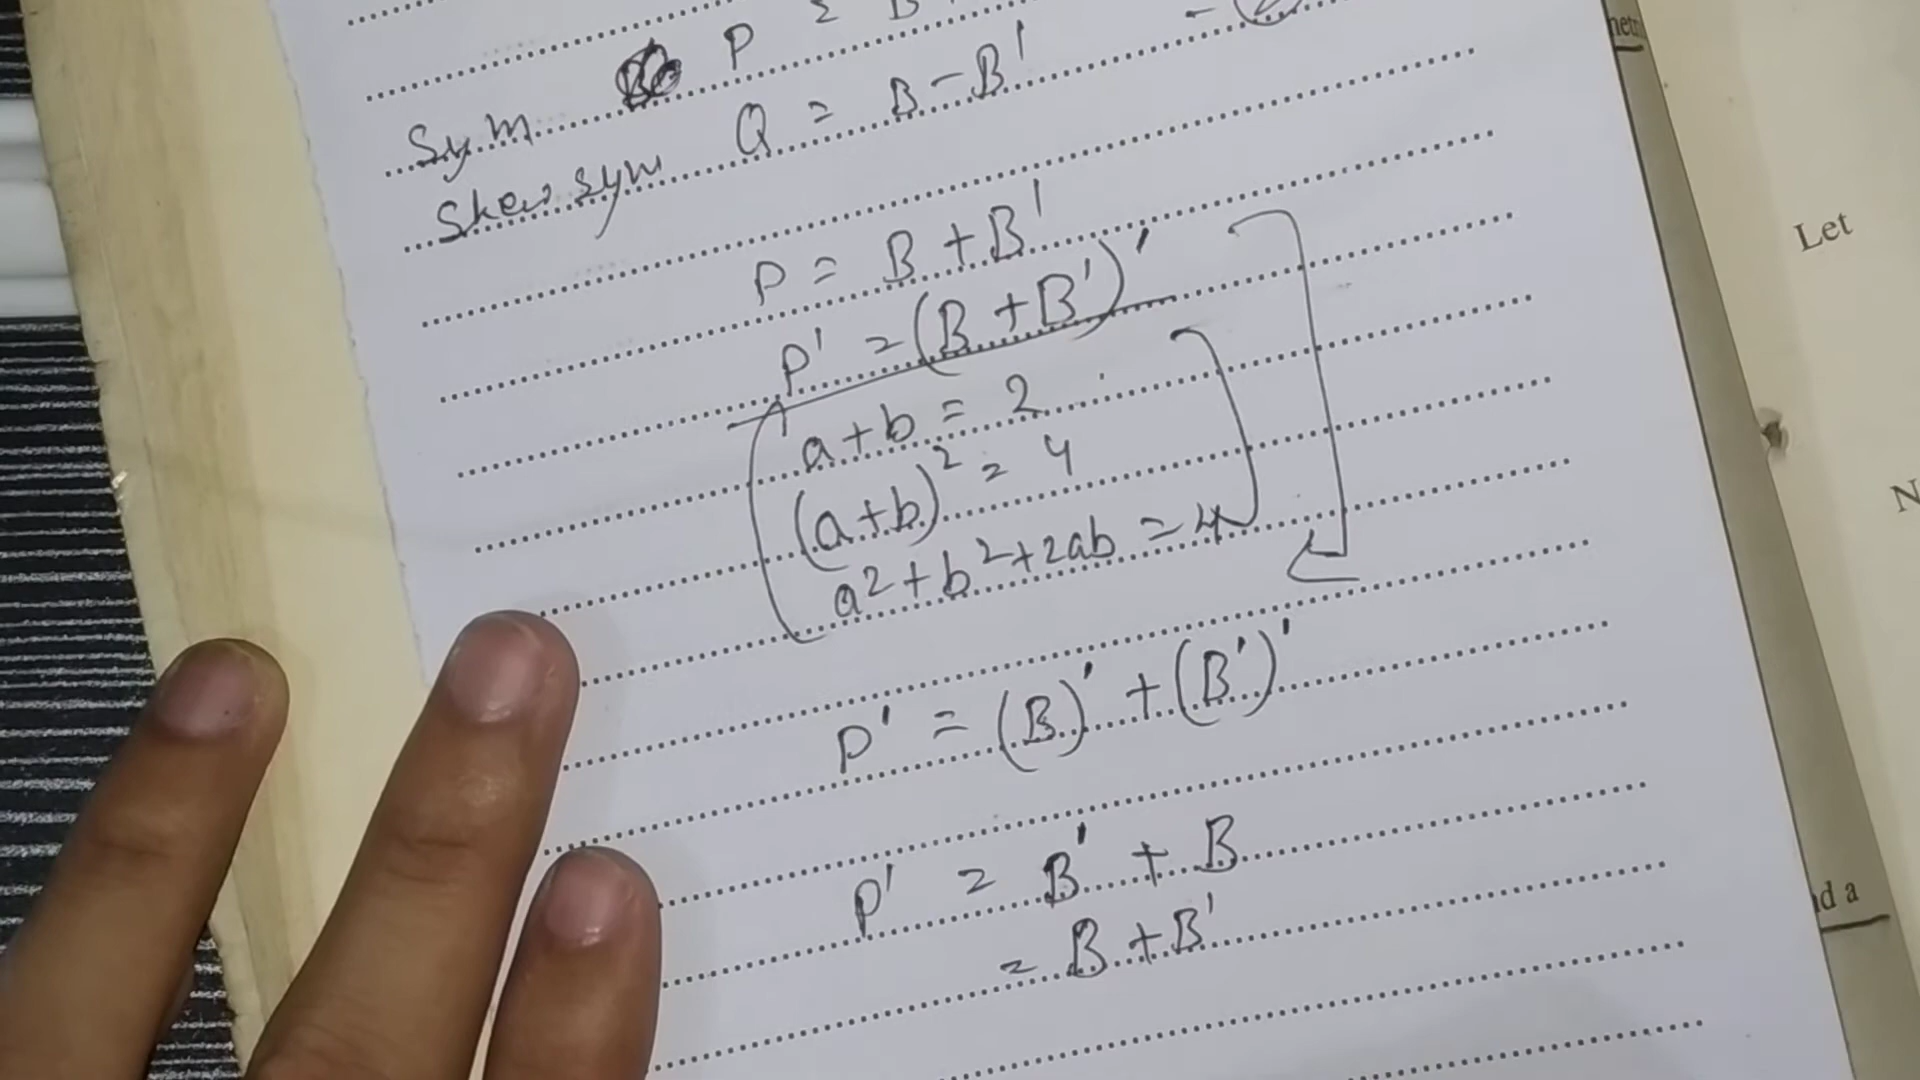 P = B
Sym
Skew sym Q = B - B'
P = B + B'
P' = (B + B')'
a + b = 2
(a+b)² = 4
a² + b² + 2ab = 4
P' = (B)' + (B')'
P' = B' + B
= B + B'
Let
d a